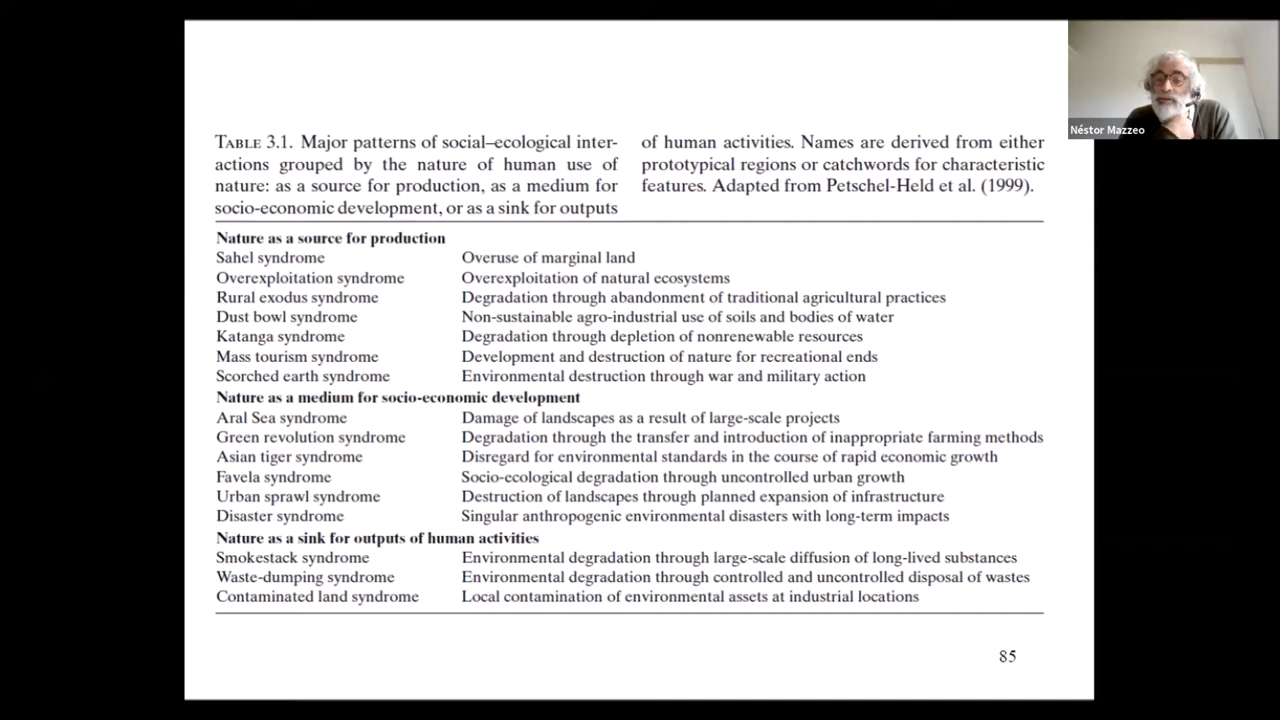 TABLE 3.1. Major patterns of social–ecological inter-
actions grouped by the nature of human use of
nature: as a source for production, as a medium for
socio-economic development, or as a sink for outputs
of human activities. Names are derived from either
prototypical regions or catchwords for characteristic
features. Adapted from Petschel-Held et al. (1999).
Nature as a source for production
Sahel syndrome Overuse of marginal land
Overexploitation syndrome Overexploitation of natural ecosystems
Rural exodus syndrome Degradation through abandonment of traditional agricultural practices
Dust bowl syndrome Non-sustainable agro-industrial use of soils and bodies of water
Katanga syndrome Degradation through depletion of nonrenewable resources
Mass tourism syndrome Development and destruction of nature for recreational ends
Scorched earth syndrome Environmental destruction through war and military action
Nature as a medium for socio-economic development
Aral Sea syndrome Damage of landscapes as a result of large-scale projects
Green revolution syndrome Degradation through the transfer and introduction of inappropriate farming methods
Asian tiger syndrome Disregard for environmental standards in the course of rapid economic growth
Favela syndrome Socio-ecological degradation through uncontrolled urban growth
Urban sprawl syndrome Destruction of landscapes through planned expansion of infrastructure
Disaster syndrome Singular anthropogenic environmental disasters with long-term impacts
Nature as a sink for outputs of human activities
Smokestack syndrome Environmental degradation through large-scale diffusion of long-lived substances
Waste-dumping syndrome Environmental degradation through controlled and uncontrolled disposal of wastes
Contaminated land syndrome Local contamination of environmental assets at industrial locations
85
Néstor Mazzeo